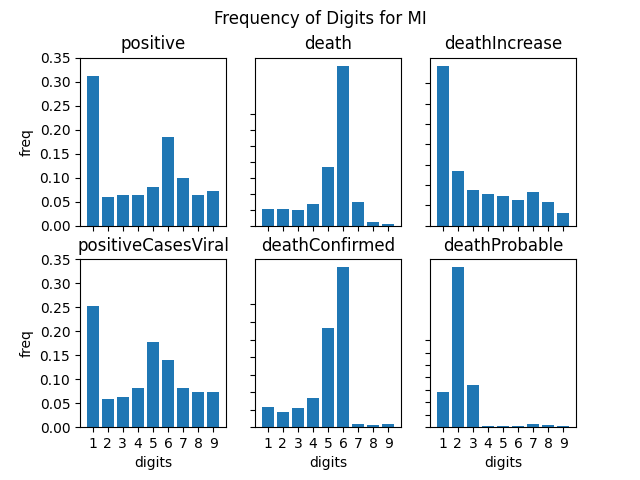 Frequency of Digits for MI
positive death deathIncrease
0.35
0.30
0.25
0.20
0.15
0.10
0.05
0.00
freq
positiveCasesViral deathConfirmed deathProbable
0.35
0.30
0.25
0.20
0.15
0.10
0.05
0.00
freq
1 2 3 4 5 6 7 8 9 1 2 3 4 5 6 7 8 9 1 2 3 4 5 6 7 8 9
digits digits digits